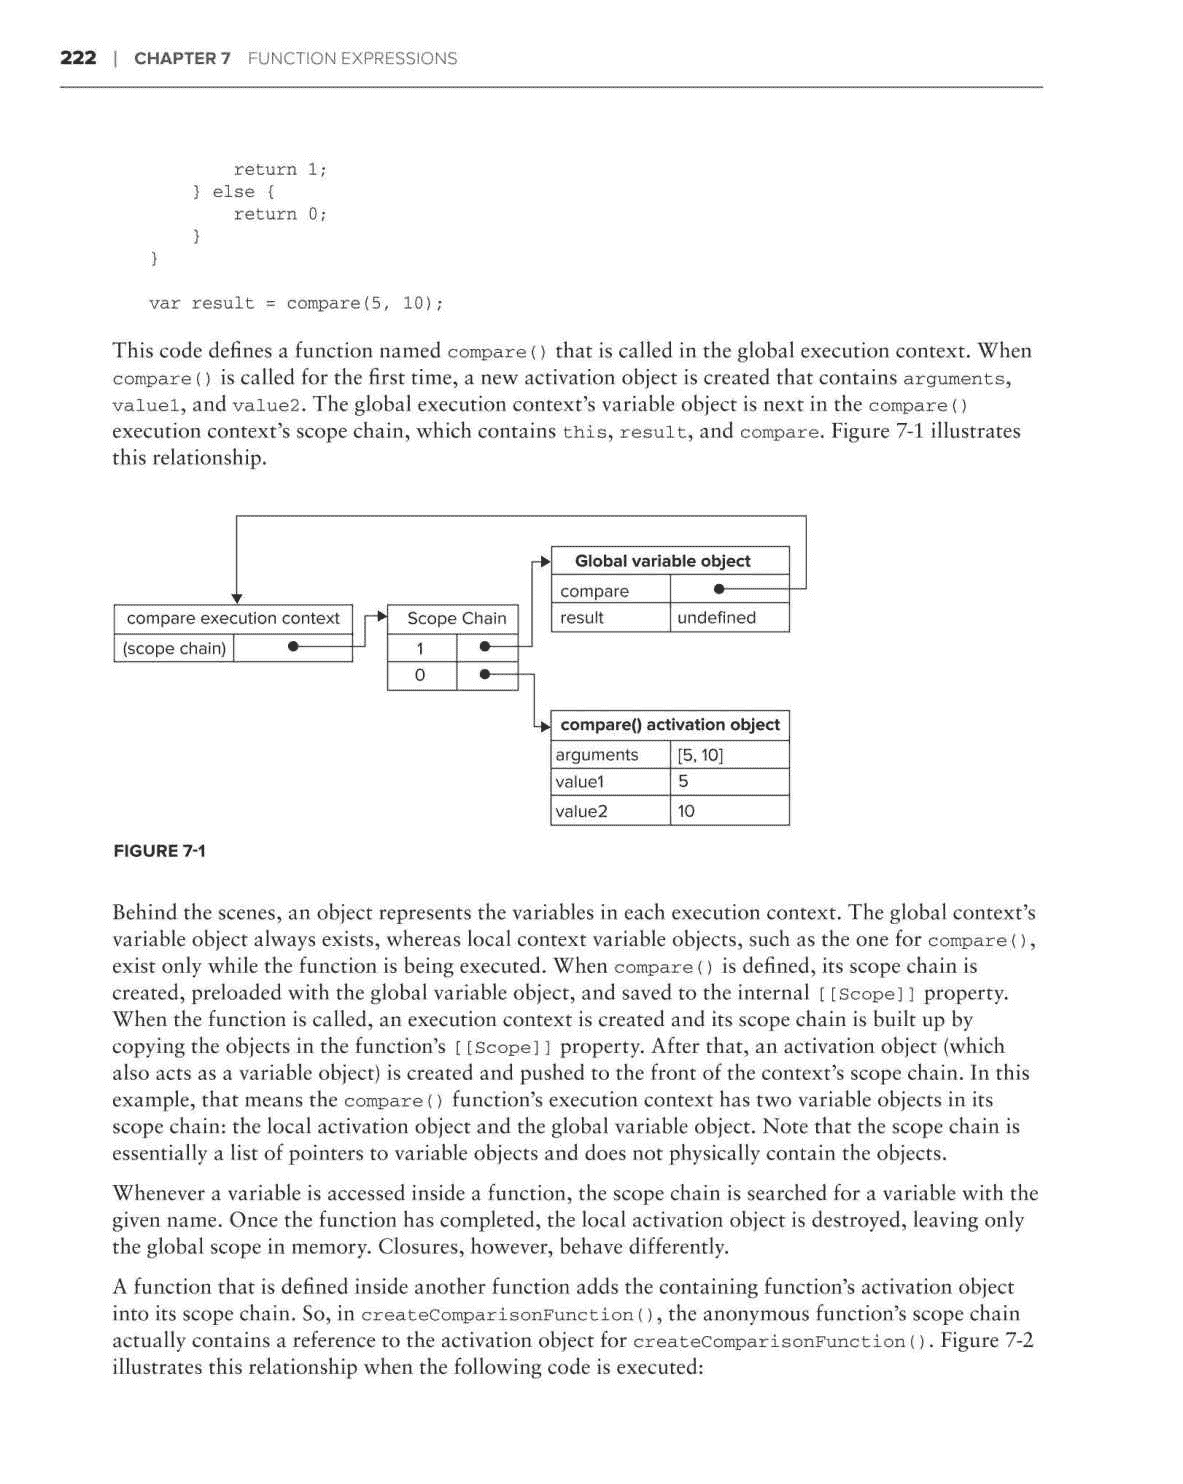 222 | CHAPTER 7 FUNCTION EXPRESSIONS
return 1;
} else {
return 0;
}
}
var result = compare(5, 10);
This code defines a function named compare() that is called in the global execution context. When
compare() is called for the first time, a new activation object is created that contains arguments,
value1, and value2. The global execution context’s variable object is next in the compare()
execution context’s scope chain, which contains this, result, and compare. Figure 7-1 illustrates
this relationship.
Global variable object
compare
result undefined
compare execution context
(scope chain)
Scope Chain
1
0
compare() activation object
arguments [5, 10]
value1 5
value2 10
FIGURE 7-1
Behind the scenes, an object represents the variables in each execution context. The global context’s
variable object always exists, whereas local context variable objects, such as the one for compare(),
exist only while the function is being executed. When compare() is defined, its scope chain is
created, preloaded with the global variable object, and saved to the internal [[Scope]] property.
When the function is called, an execution context is created and its scope chain is built up by
copying the objects in the function’s [[Scope]] property. After that, an activation object (which
also acts as a variable object) is created and pushed to the front of the context’s scope chain. In this
example, that means the compare() function’s execution context has two variable objects in its
scope chain: the local activation object and the global variable object. Note that the scope chain is
essentially a list of pointers to variable objects and does not physically contain the objects.
Whenever a variable is accessed inside a function, the scope chain is searched for a variable with the
given name. Once the function has completed, the local activation object is destroyed, leaving only
the global scope in memory. Closures, however, behave differently.
A function that is defined inside another function adds the containing function’s activation object
into its scope chain. So, in createComparisonFunction(), the anonymous function’s scope chain
actually contains a reference to the activation object for createComparisonFunction(). Figure 7-2
illustrates this relationship when the following code is executed: